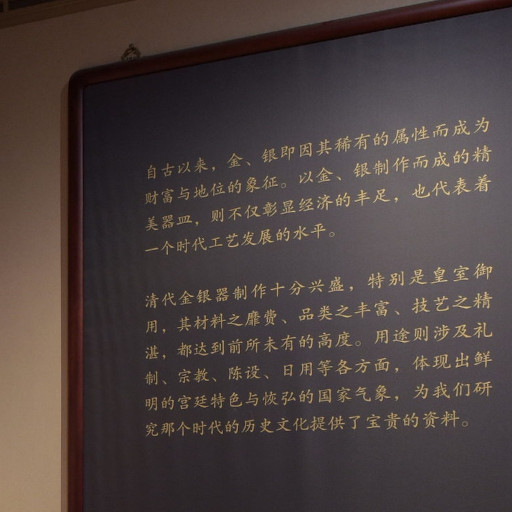 自古以来，金、银即因其稀有的属性而成为
财富与地位的象征。以金、银制作而成的精
美器皿，则不仅彰显经济的丰足，也代表着
一个时代工艺发展的水平。
清代金银器制作十分兴盛，特别是皇室御
用，其材料之靡费、品类之丰富、技艺之精
湛，都达到前所未有的高度。用途则涉及礼
制、宗教、陈设、日用等各方面，体现出鲜
明的宫廷特色与恢弘的国家气象，为我们研
究那个时代的历史文化提供了宝贵的资料。